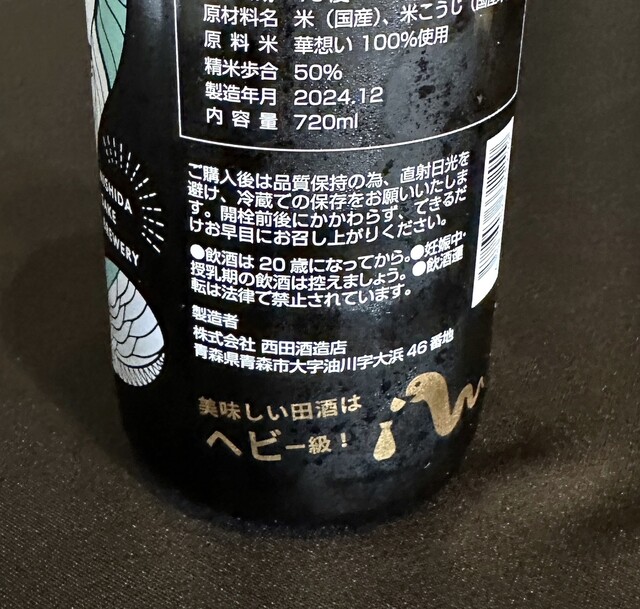 原材料名 米（国産）、米こうじ
原料米 華想い 100%使用
精米歩合 50%
製造年月 2024.12
内容量 720ml
ご購入後は品質保持の為、直射日光を
避け、冷蔵での保存をお願いいたしま
す。開栓前後にかかわらず、できるだ
けお早目にお召し上がりください。
●飲酒は 20 歳になってから。●妊娠中・
授乳期の飲酒は控えましょう。●飲酒運
転は法律で禁止されています。
製造者
株式会社 西田酒造店
青森県青森市大字油川字大浜 46 番地
美味しい田酒は
ヘビー級！